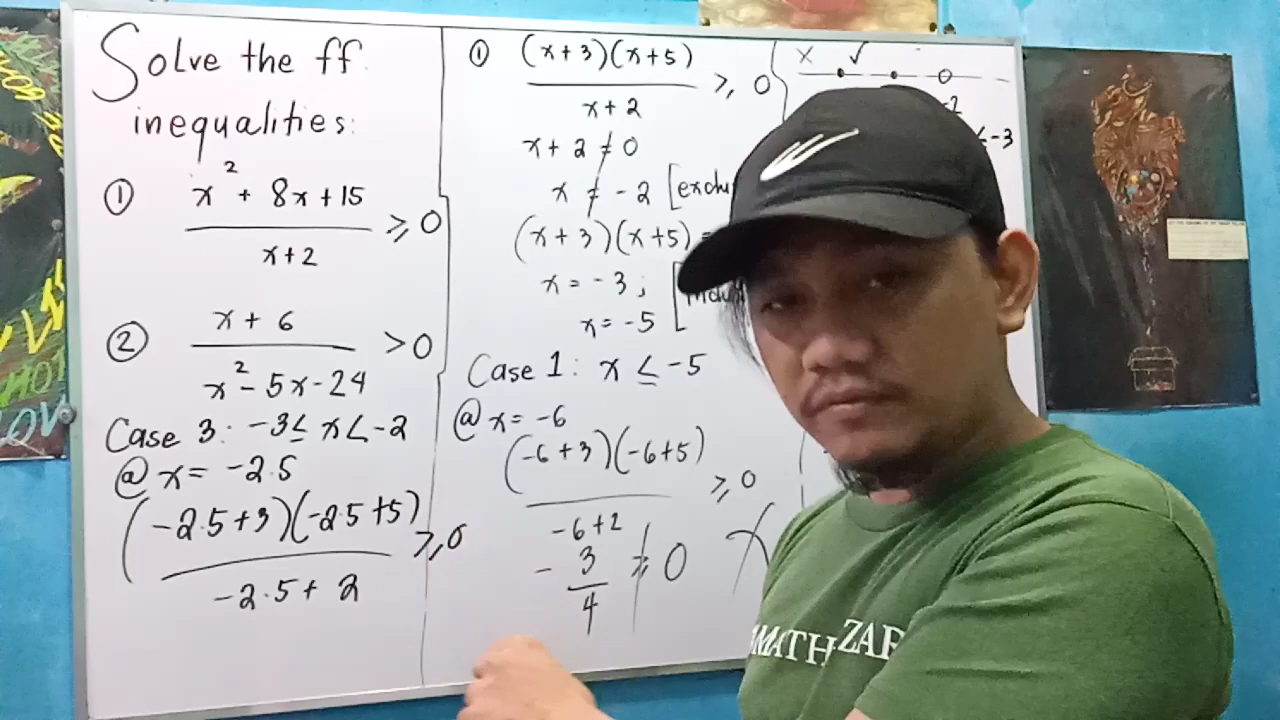 Solve the ff.
inequalities:
① x² + 8x + 15 / x+2 ≥ 0
② x + 6 / x² - 5x - 24 > 0
Case 3: -3 ≤ x < -2
@ x = -2.5
(-2.5+3)(-2.5+5) / -2.5 + 2 ≥ 0
① (x+3)(x+5) / x+2 ≥ 0
x + 2 ≠ 0
x ≠ -2
(x+3)(x+5) =
x = -3;
x = -5
Case 1: x ≤ -5
@ x = -6
(-6+3)(-6+5) / -6+2 ≥ 0
-3/4 ≱ 0 X
X ✓
-2
≤ -3